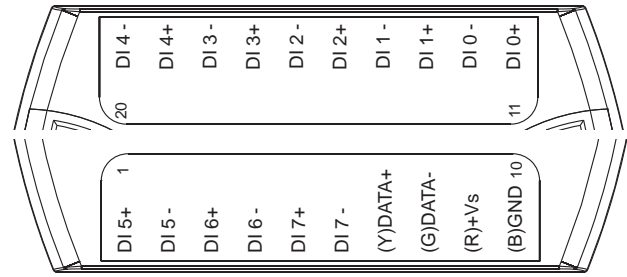 DI 4 -
DI 4+
DI 3 -
DI 3+
DI 2 -
DI 2+
DI 1 -
DI 1+
DI 0 -
DI 0+
20
11
1
10
DI 5+
DI 5 -
DI 6+
DI 6 -
DI 7+
DI 7 -
(Y)DATA+
(G)DATA-
(R)+Vs
(B)GND